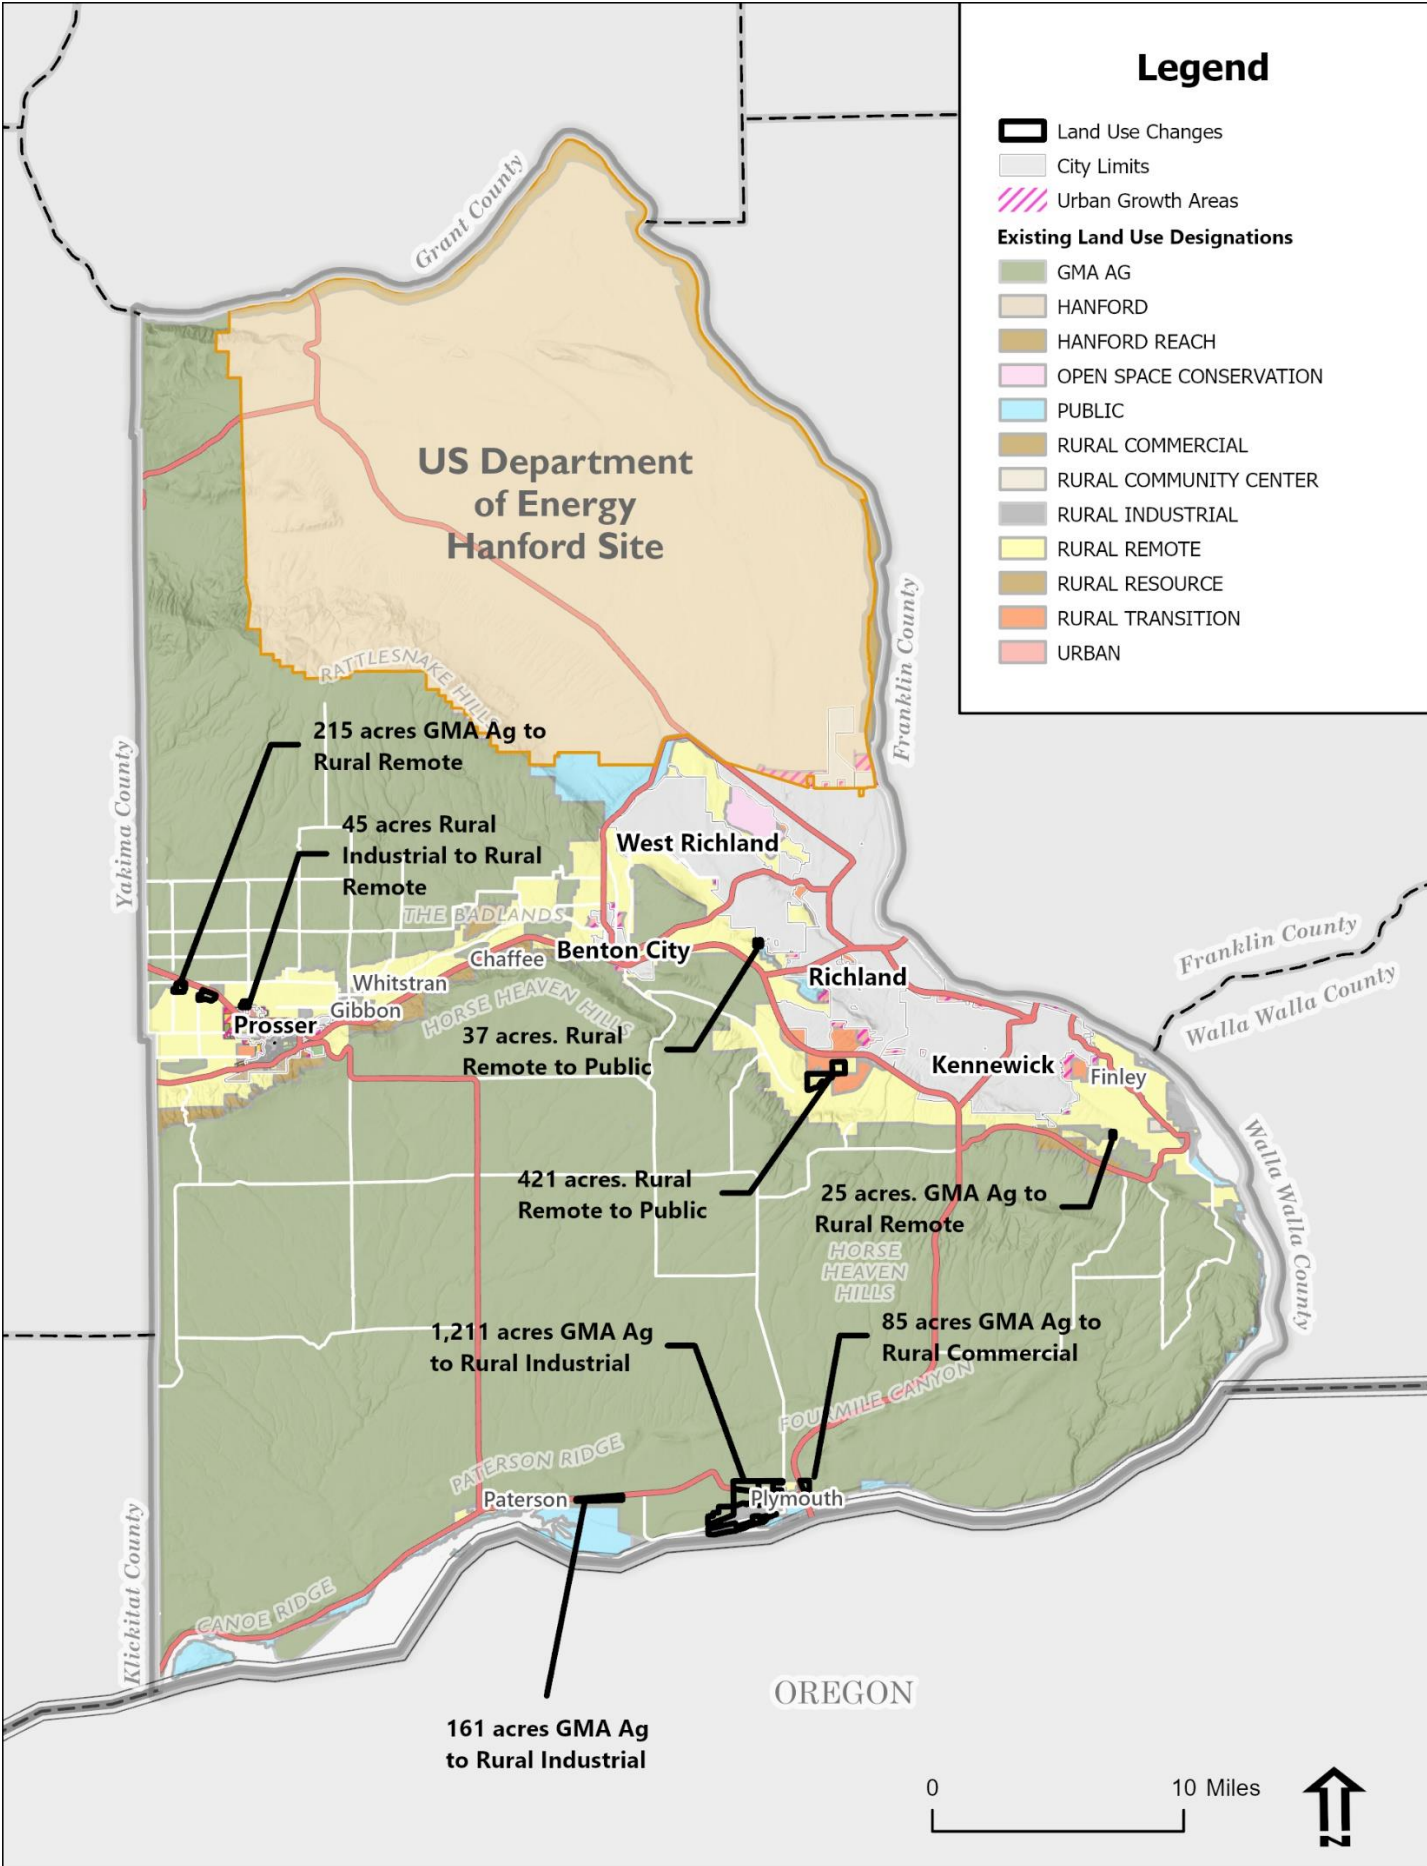 Legend
Land Use Changes
City Limits
Urban Growth Areas
Existing Land Use Designations
GMA AG
HANFORD
HANFORD REACH
OPEN SPACE CONSERVATION
PUBLIC
RURAL COMMERCIAL
RURAL COMMUNITY CENTER
RURAL INDUSTRIAL
RURAL REMOTE
RURAL RESOURCE
RURAL TRANSITION
URBAN
Grant County
US Department
of Energy
Hanford Site
Franklin County
RATTLESNAKE HILLS
215 acres GMA Ag to
Rural Remote
Yakima County
45 acres Rural
Industrial to Rural
Remote
West Richland
THE BADLANDS
Benton City
Chaffee
Whitstran
Gibbon
Prosser
HORSE HEAVEN HILLS
Richland
Franklin County
Walla Walla County
37 acres. Rural
Remote to Public
Kennewick
Finley
421 acres. Rural
Remote to Public
25 acres. GMA Ag to
Rural Remote
Walla Walla County
HORSE
HEAVEN
HILLS
1,211 acres GMA Ag
to Rural Industrial
85 acres GMA Ag to
Rural Commercial
FOURMILE CANYON
PATERSON RIDGE
Paterson
Plymouth
Klickitat County
CANOE RIDGE
OREGON
161 acres GMA Ag
to Rural Industrial
0
10 Miles
N